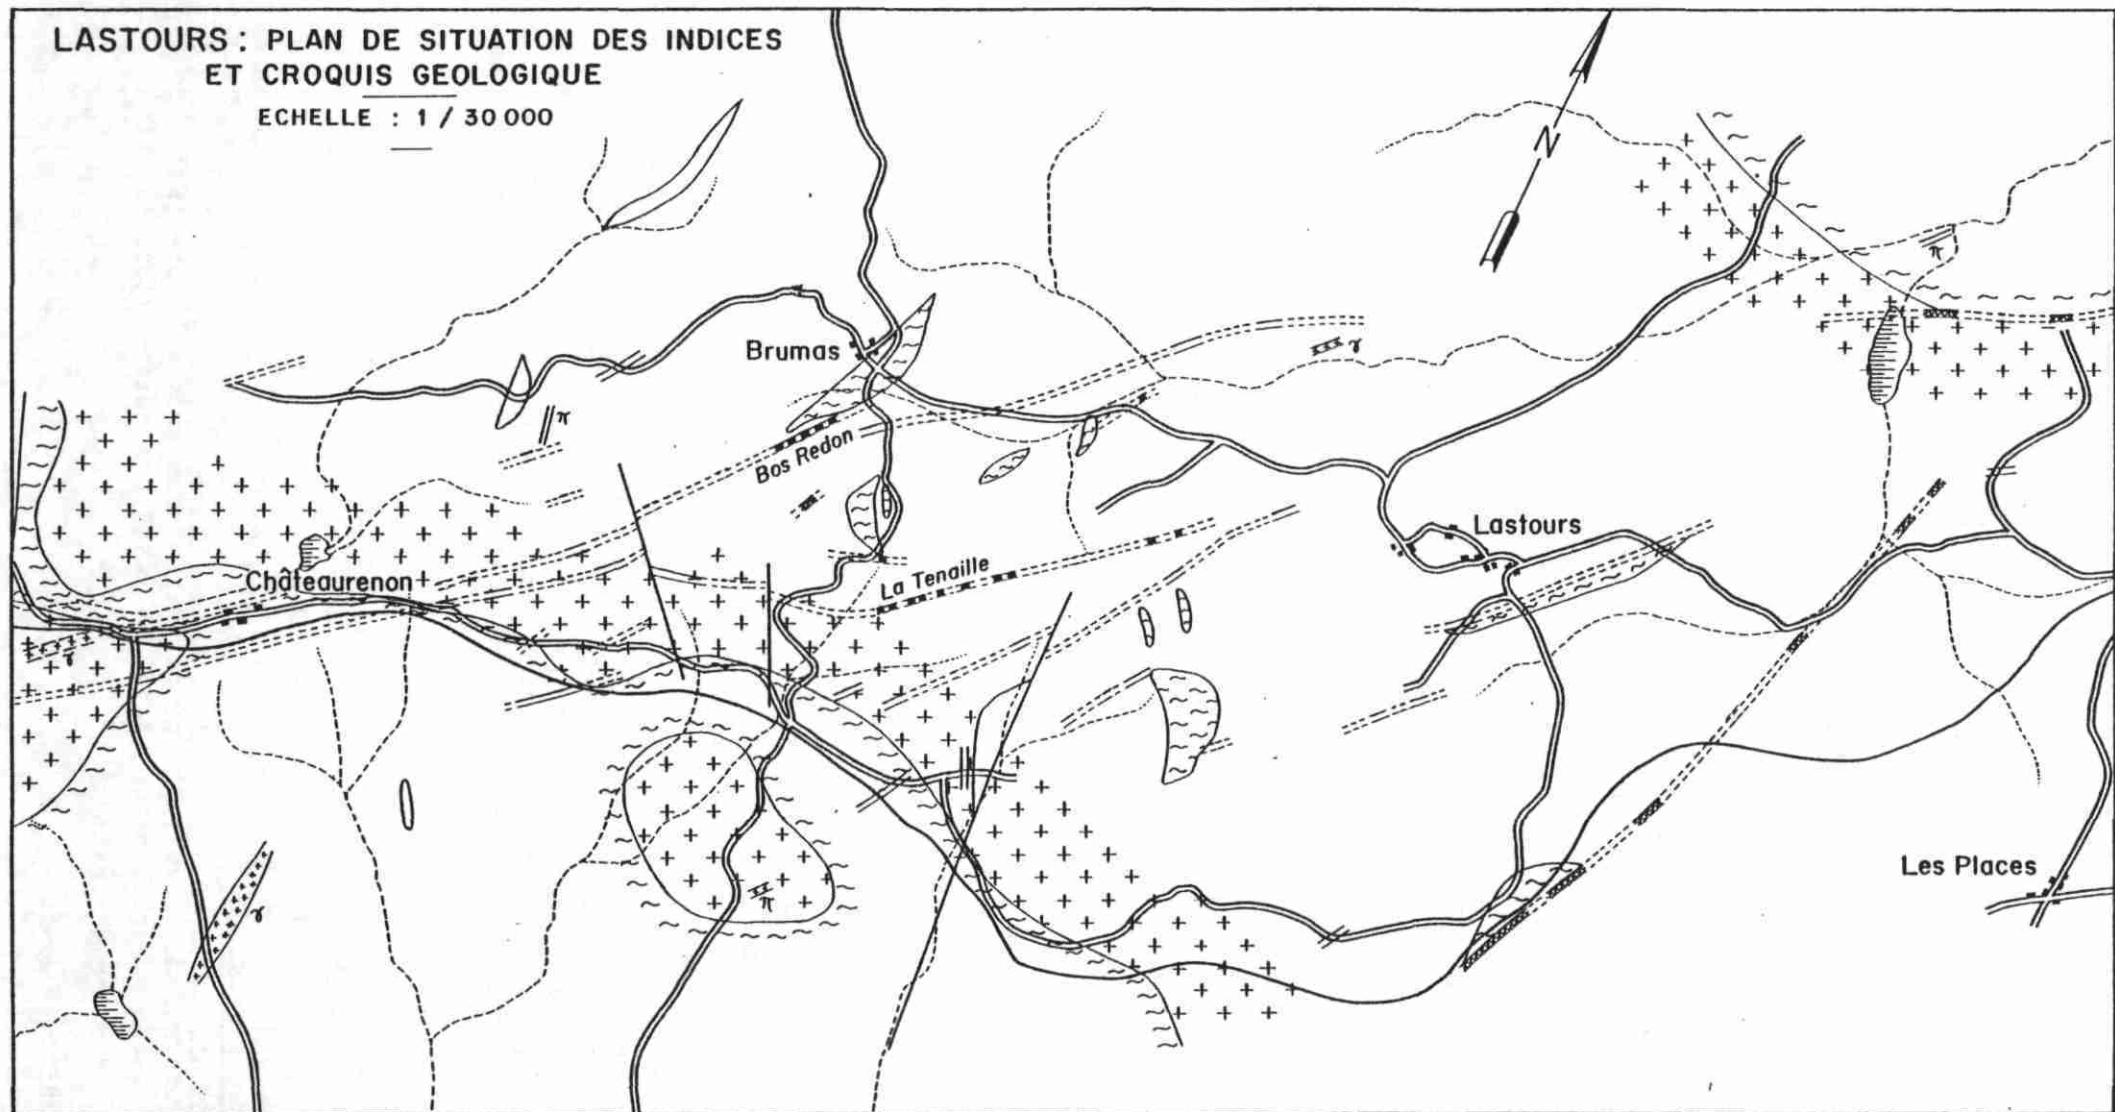 LASTOURS : PLAN DE SITUATION DES INDICES
ET CROQUIS GEOLOGIQUE
ECHELLE : 1 / 30 000
N
π
Brumas
γ
π
Bos Redon
Lastours
La Tenaille
Châteaurenon
γ
Les Places
π
γ